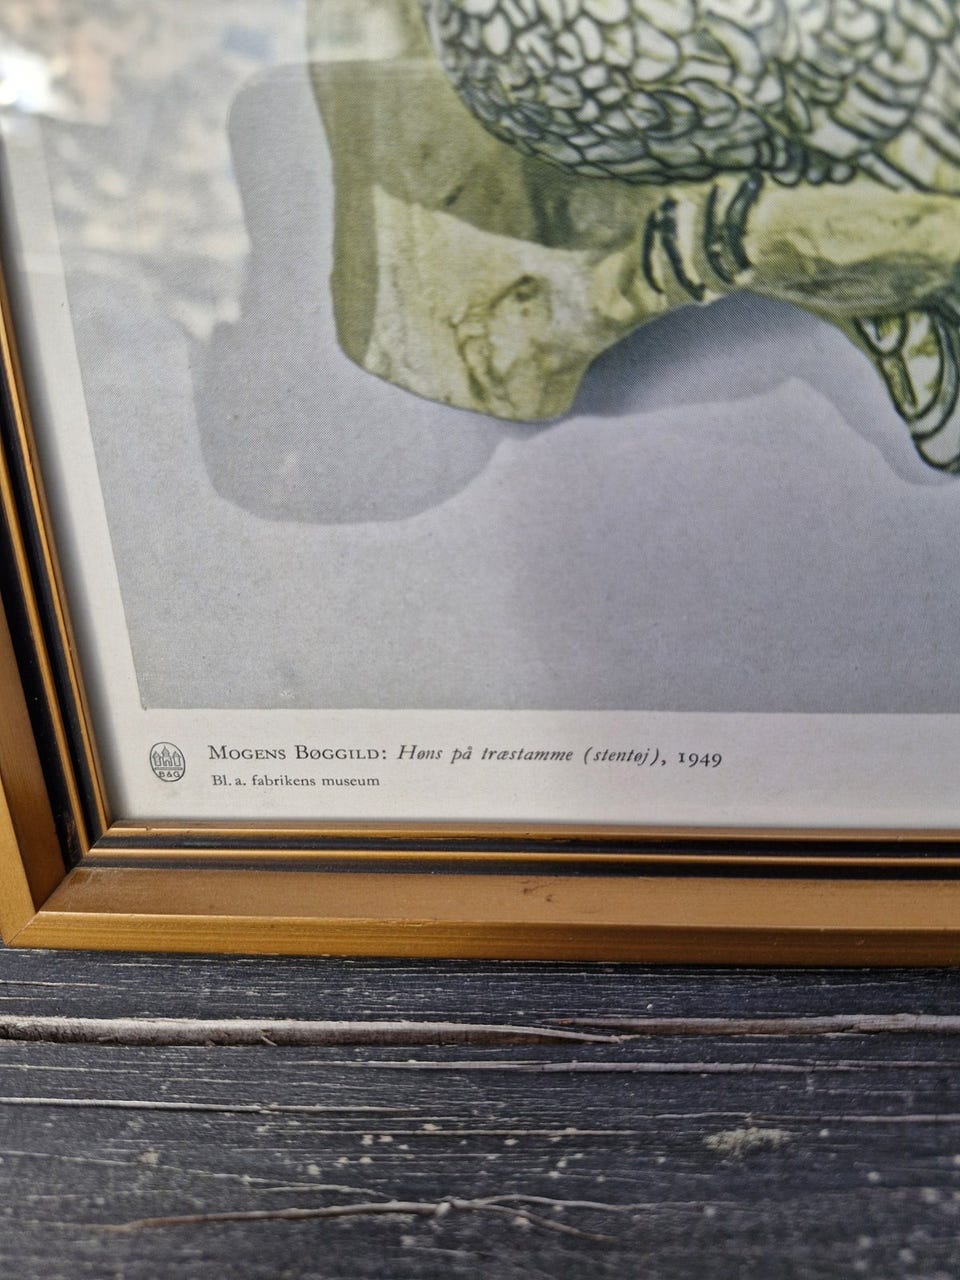 B&G
MOGENS BØGGILD: Høns på træstamme (stentøj), 1949
Bl. a. fabrikens museum